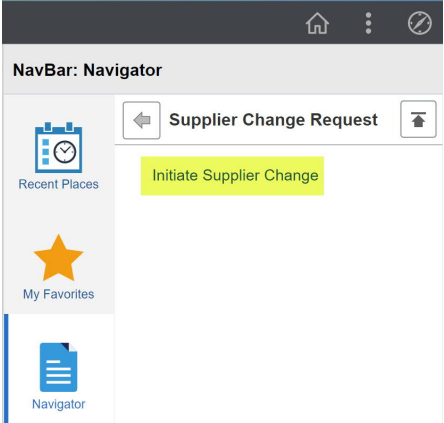 NavBar: Navigator
Supplier Change Request
Initiate Supplier Change
Recent Places
My Favorites
Navigator